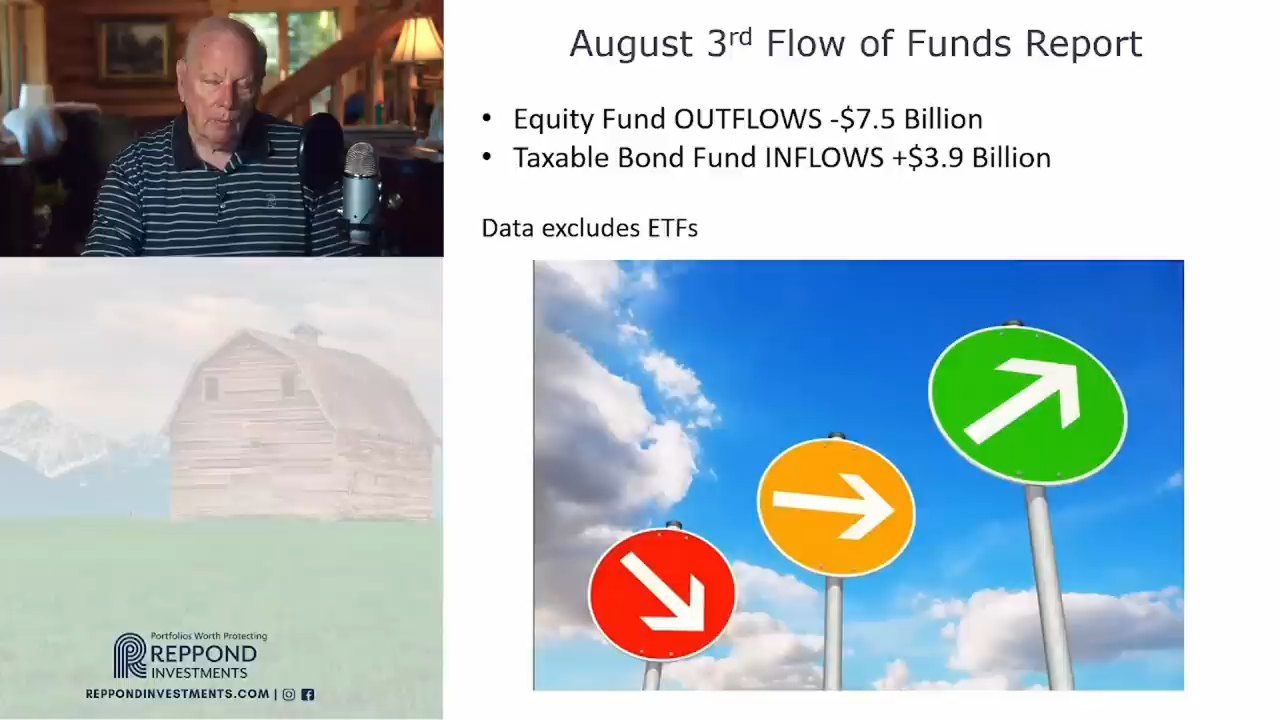 August 3rd Flow of Funds Report
• Equity Fund OUTFLOWS -$7.5 Billion
• Taxable Bond Fund INFLOWS +$3.9 Billion
Data excludes ETFs
Portfolios Worth Protecting
REPPOND
INVESTMENTS
REPPONDINVESTMENTS.COM |